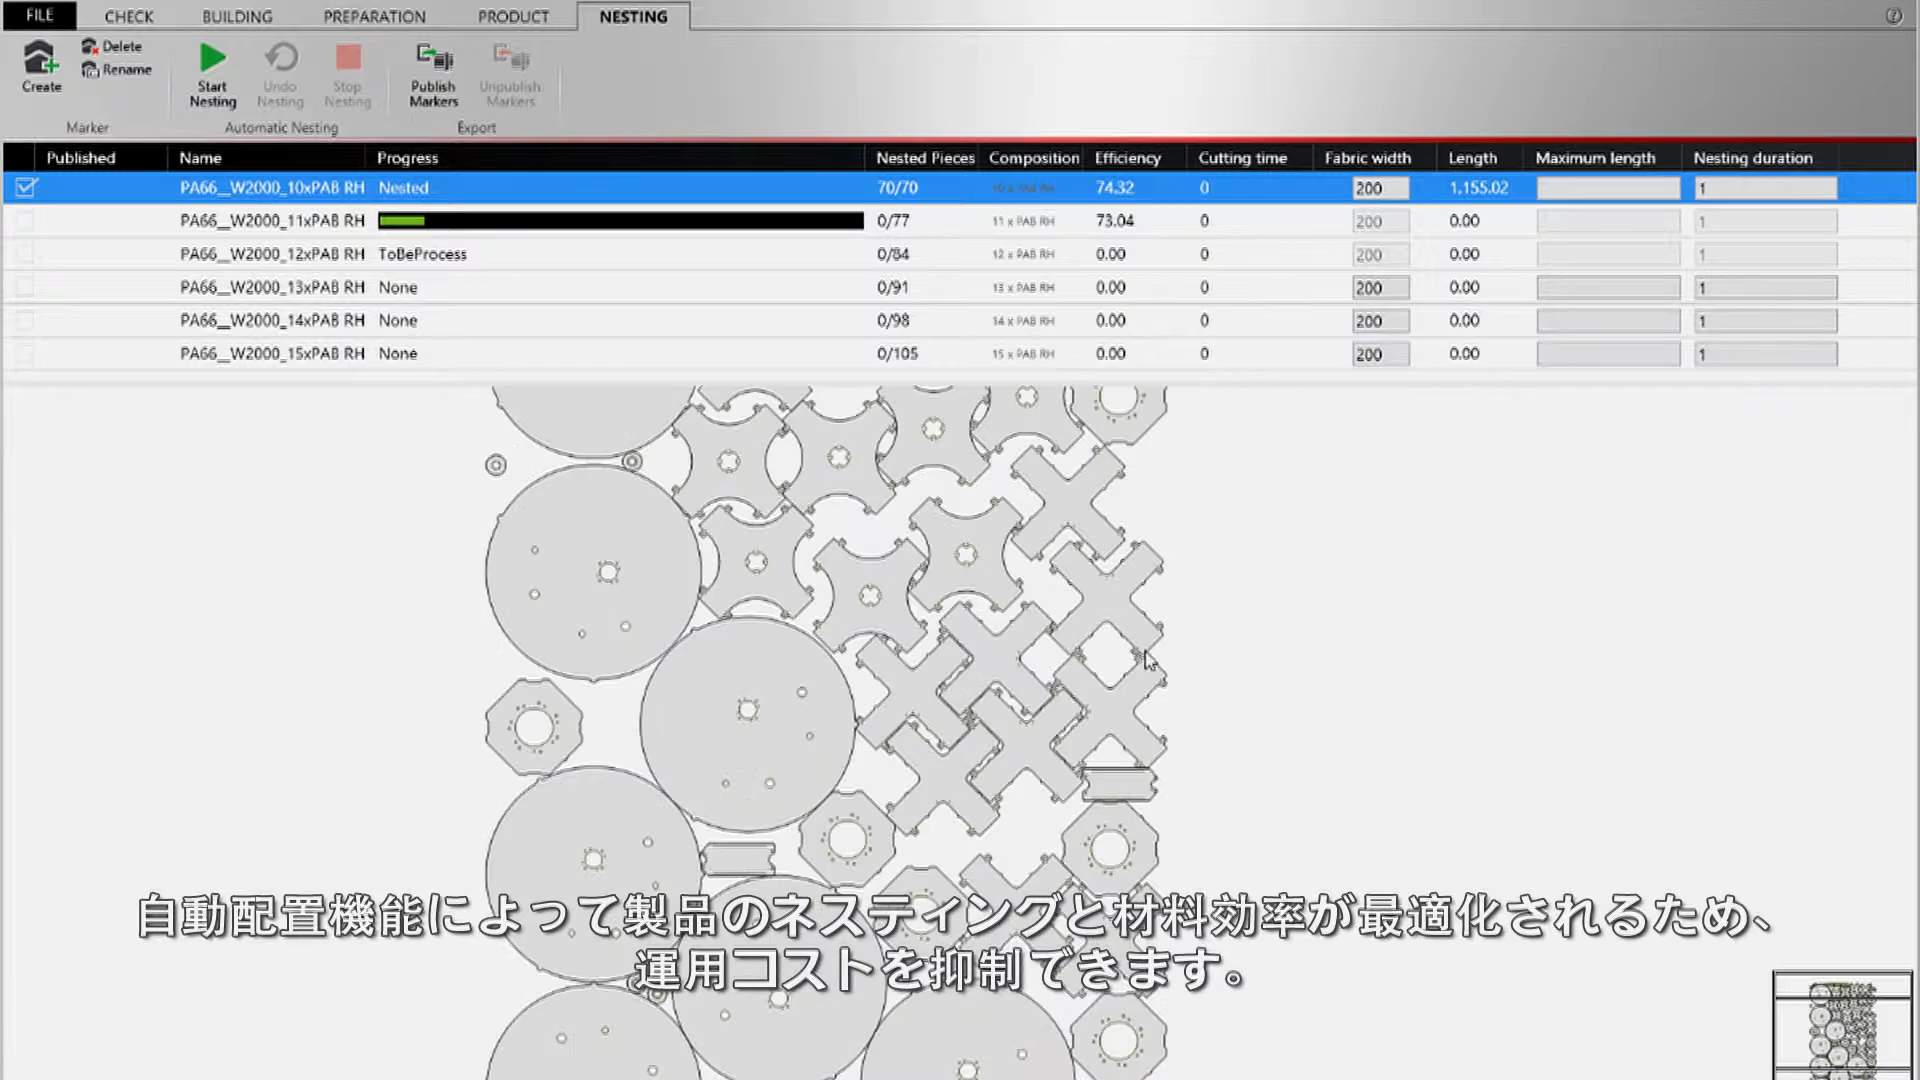 FILE CHECK BUILDING PREPARATION PRODUCT NESTING
Create Delete Rename
Start Nesting Undo Nesting Stop Nesting
Publish Markers Unpublish Markers
Marker Automatic Nesting Export
Published Name Progress Nested Pieces Composition Efficiency Cutting time Fabric width Length Maximum length Nesting duration
PA66_W2000_10xPAB RH Nested 70/70 10 x PAB RH 74.32 0 200 1,155.02 1
PA66_W2000_11xPAB RH 0/77 11 x PAB RH 73.04 0 200 0.00 1
PA66_W2000_12xPAB RH ToBeProcess 0/84 12 x PAB RH 0.00 0 200 0.00 1
PA66_W2000_13xPAB RH None 0/91 13 x PAB RH 0.00 0 200 0.00 1
PA66_W2000_14xPAB RH None 0/98 14 x PAB RH 0.00 0 200 0.00 1
PA66_W2000_15xPAB RH None 0/105 15 x PAB RH 0.00 0 200 0.00 1
自動配置機能によって製品のネスティングと材料効率が最適化されるため、
運用コストを抑制できます。